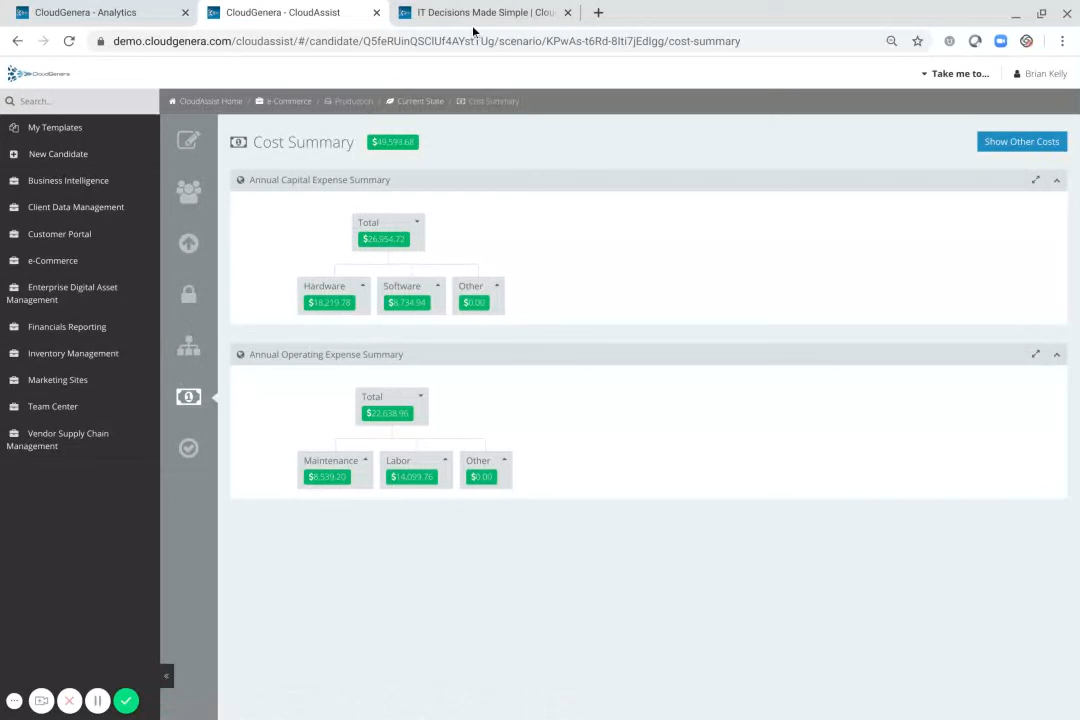 CloudGenera - Analytics
CloudGenera - CloudAssist
IT Decisions Made Simple | Clou
demo.cloudgenera.com/cloudassist/#/candidate/Q5feRUinQSCIUf4AYstTUg/scenario/KPwAs-t6Rd-8Iti7jEdIgg/cost-summary
CloudGenera
Take me to...
Brian Kelly
Search...
CloudAssist Home / e-Commerce / Production / Current State / Cost Summary
My Templates
New Candidate
Business Intelligence
Client Data Management
Customer Portal
e-Commerce
Enterprise Digital Asset
Management
Financials Reporting
Inventory Management
Marketing Sites
Team Center
Vendor Supply Chain
Management
Cost Summary
$49,593.68
Show Other Costs
Annual Capital Expense Summary
Total
$26,954.72
Hardware
Software
Other
$18,219.78
$8,734.94
$0.00
Annual Operating Expense Summary
Total
$22,638.96
Maintenance
Labor
Other
$8,539.20
$14,099.76
$0.00